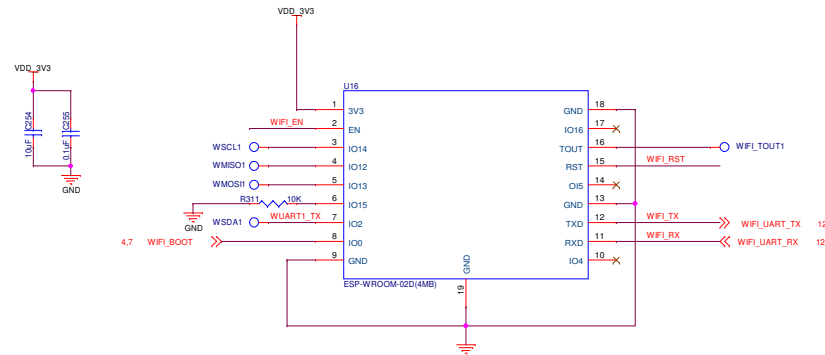 VDD_3V3
VDD_3V3
C254
10uF
C255
0.1uF
GND
U16
1 3V3
WIFI_EN 2 EN
WSCL1 3 IO14
WMISO1 4 IO12
WMOSI1 5 IO13
R311 10K 6 IO15
GND
WSDA1 WUART1_TX 7 IO2
4,7 WIFI_BOOT 8 IO0
9 GND
GND 18
IO16 17
TOUT 16 WIFI_TOUT1
RST 15 WIFI_RST
OI5 14
GND 13
TXD 12 WIFI_TX WIFI_UART_TX 12
RXD 11 WIFI_RX WIFI_UART_RX 12
IO4 10
GND
19
ESP-WROOM-02D(4MB)